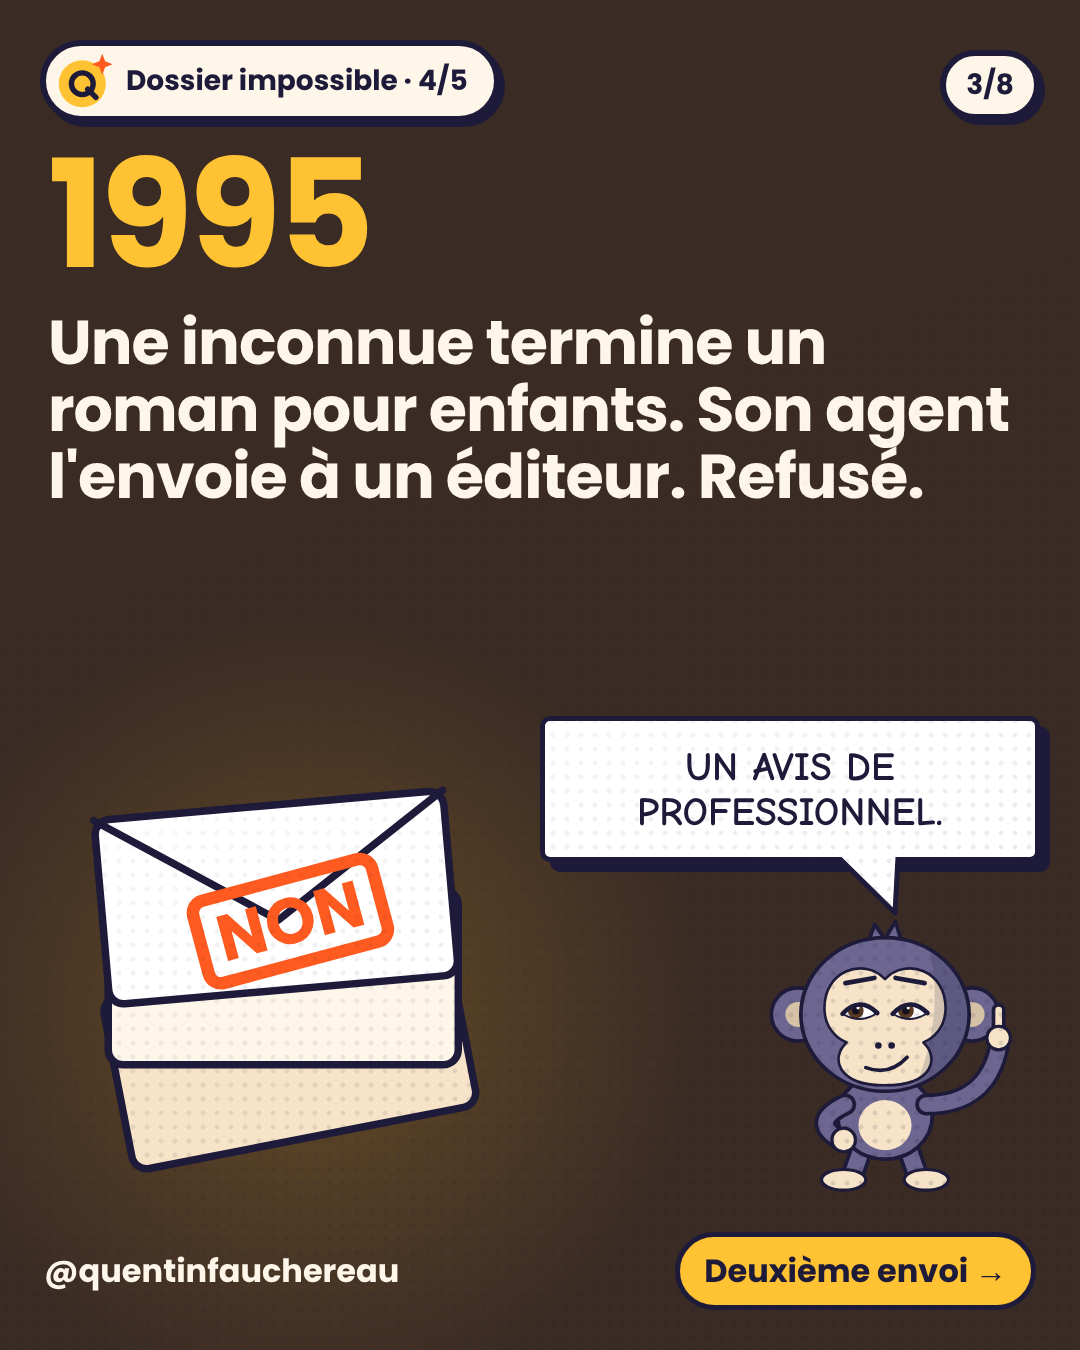 Q Dossier impossible · 4/5
3/8
1995
Une inconnue termine un
roman pour enfants. Son agent
l'envoie à un éditeur. Refusé.
UN AVIS DE
PROFESSIONNEL.
NON
@quentinfauchereau
Deuxième envoi →